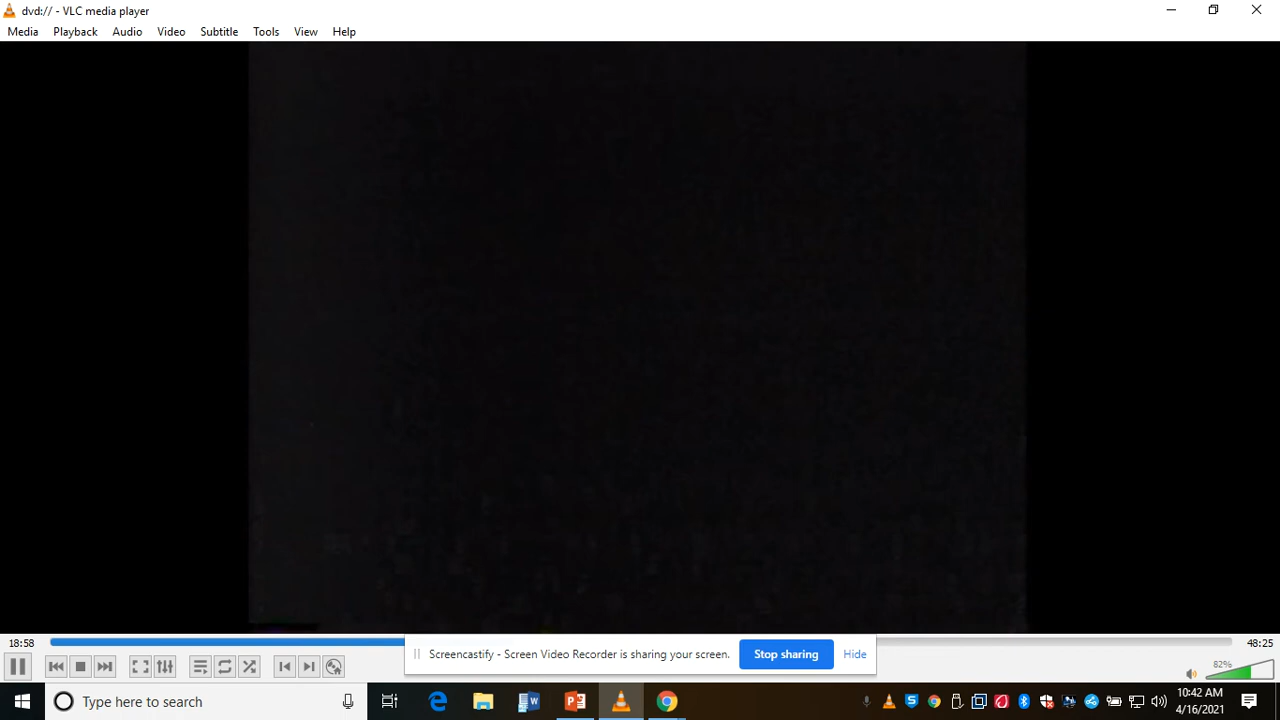 dvd:// - VLC media player
Media Playback Audio Video Subtitle Tools View Help
18:58
48:25
Screencastify - Screen Video Recorder is sharing your screen.
Stop sharing
Hide
82%
Type here to search
10:42 AM
4/16/2021